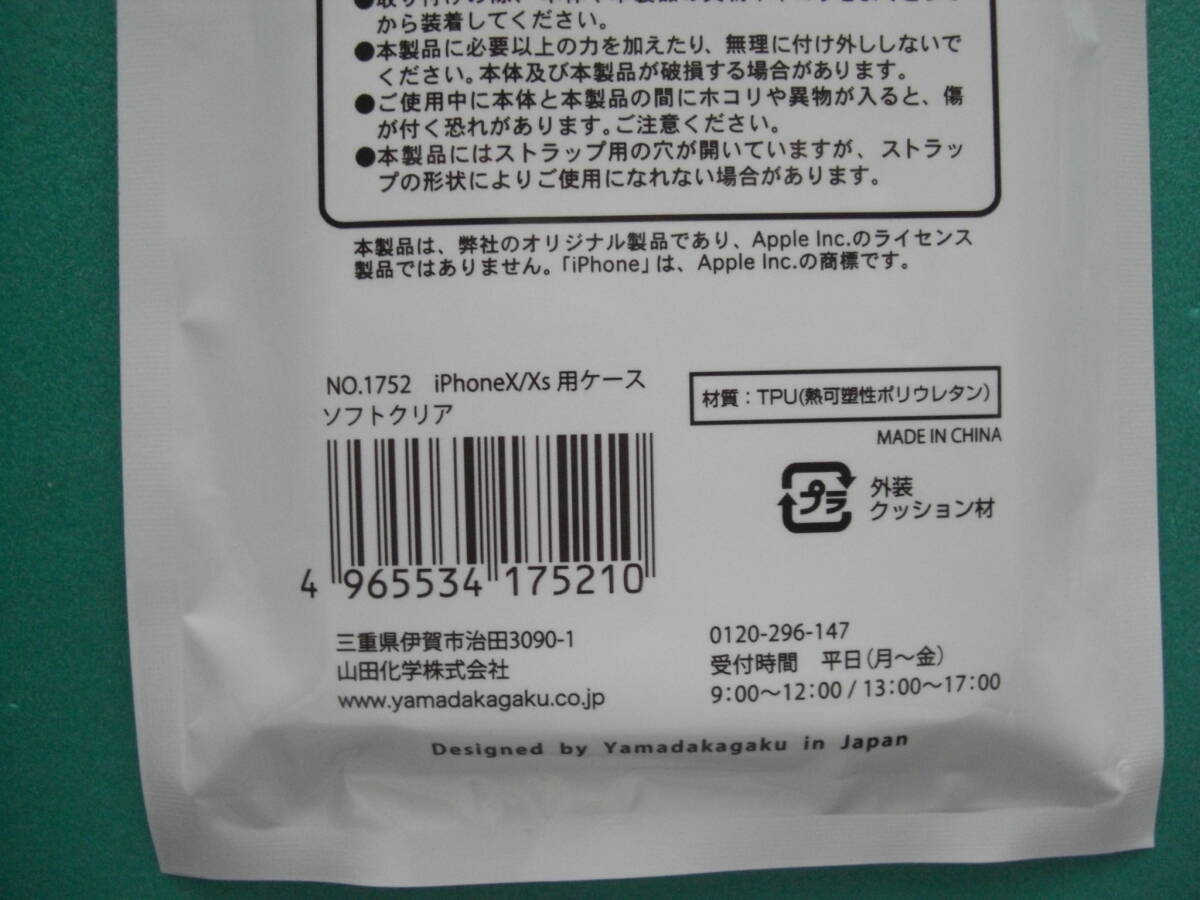 から装着してください。
●本製品に必要以上の力を加えたり、無理に付け外ししないで
ください。本体及び本製品が破損する場合があります。
●ご使用中に本体と本製品の間にホコリや異物が入ると、傷
が付く恐れがあります。ご注意ください。
●本製品にはストラップ用の穴が開いていますが、ストラッ
プの形状によりご使用になれない場合があります。
本製品は、弊社のオリジナル製品であり、Apple Inc.のライセンス
製品ではありません。「iPhone」は、Apple Inc.の商標です。
NO.1752 iPhoneX/Xs 用ケース
ソフトクリア
4 965534 175210
材質：TPU(熱可塑性ポリウレタン)
MADE IN CHINA
プラ
外装
クッション材
三重県伊賀市治田3090-1
山田化学株式会社
www.yamadakagaku.co.jp
0120-296-147
受付時間 平日(月～金)
9:00～12:00 / 13:00～17:00
Designed by Yamadakagaku in Japan